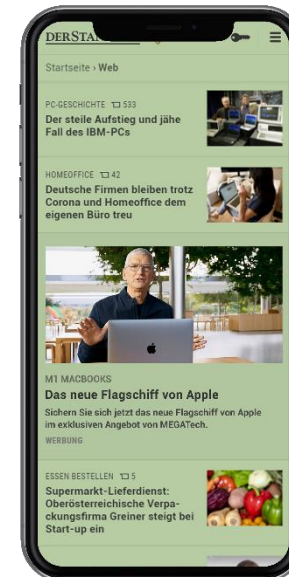 DERSTA
Startseite › Web
PC-GESCHICHTE 533
Der steile Aufstieg und jähe
Fall des IBM-PCs
HOMEOFFICE 42
Deutsche Firmen bleiben trotz
Corona und Homeoffice dem
eigenen Büro treu
M1 MACBOOKS
Das neue Flagschiff von Apple
Sichern Sie sich jetzt das neue Flagschiff von Apple
im exklusiven Angebot von MEGATech.
WERBUNG
ESSEN BESTELLEN 5
Supermarkt-Lieferdienst:
Oberösterreichische Verpa-
ckungsfirma Greiner steigt bei
Start-up ein